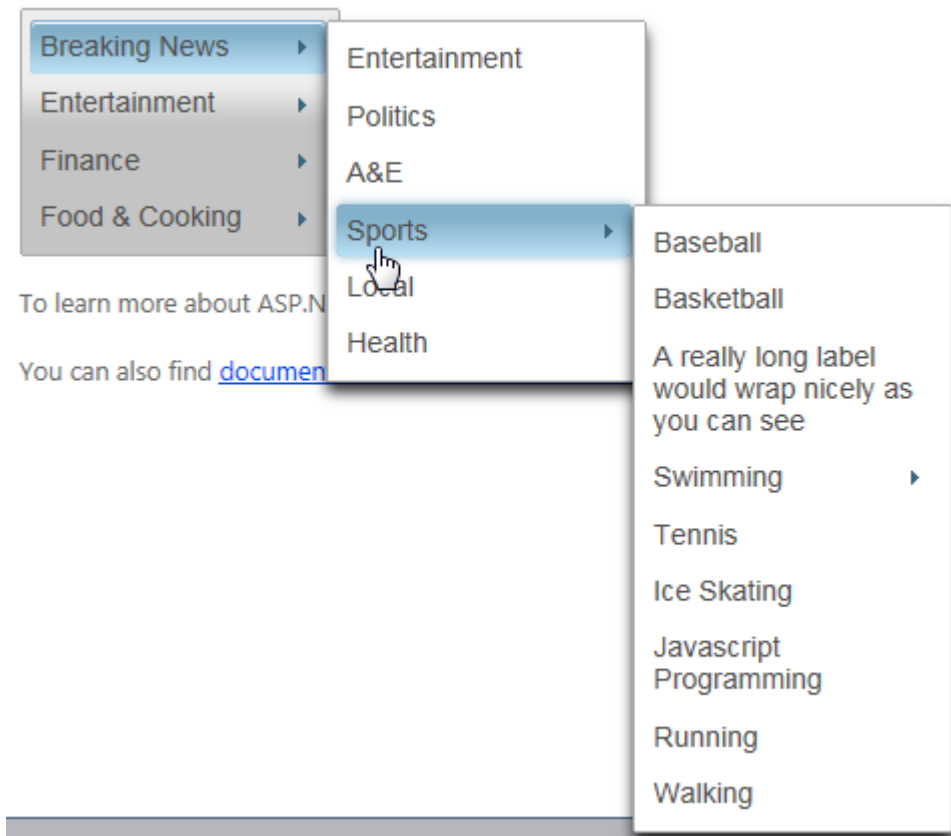 Breaking News
Entertainment
Finance
Food & Cooking
To learn more about ASP.N
You can also find documen
Entertainment
Politics
A&E
Sports
Local
Health
Baseball
Basketball
A really long label
would wrap nicely as
you can see
Swimming
Tennis
Ice Skating
Javascript
Programming
Running
Walking